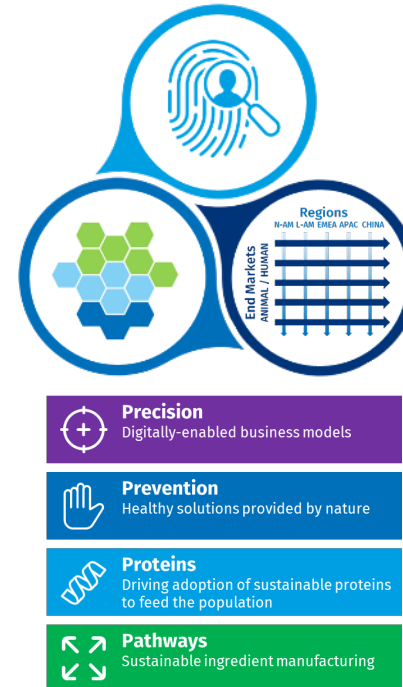 Regions
N-AM L-AM EMEA APAC CHINA
End Markets
ANIMAL / HUMAN
Precision
Digitally-enabled business models
Prevention
Healthy solutions provided by nature
Proteins
Driving adoption of sustainable proteins
to feed the population
Pathways
Sustainable ingredient manufacturing